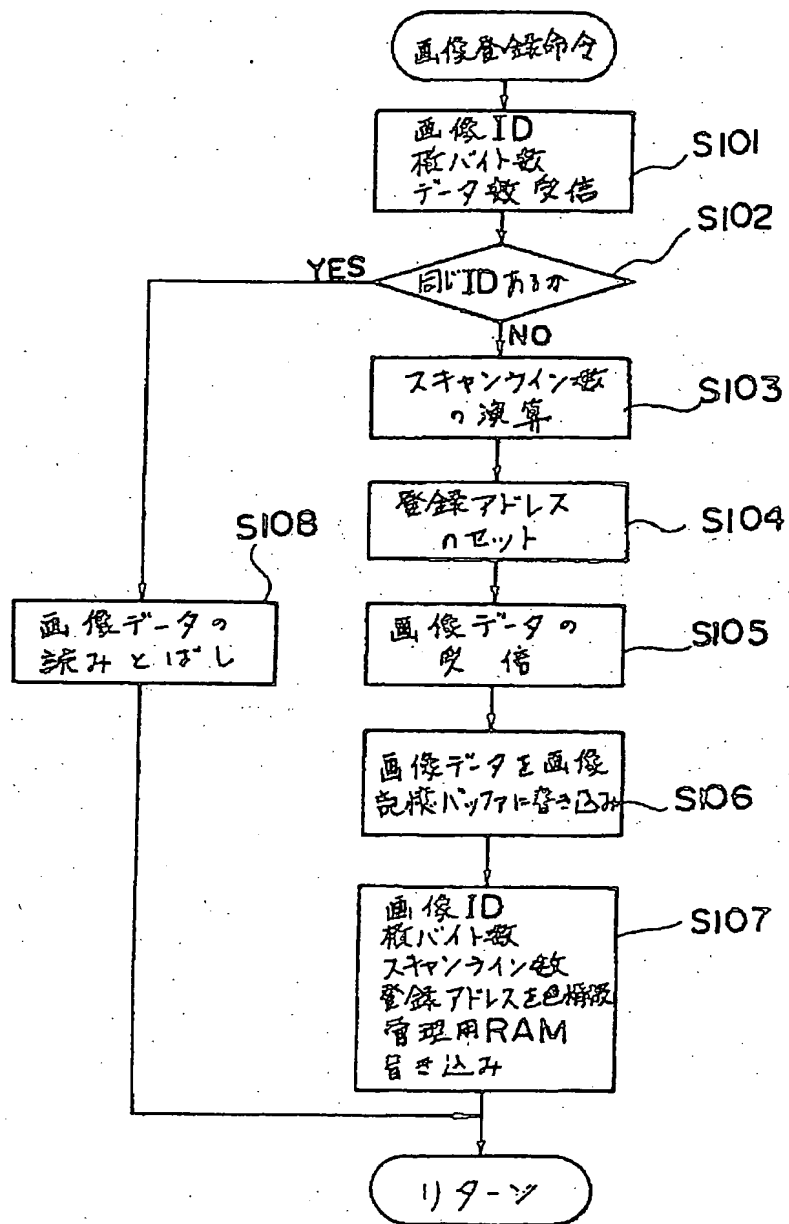 画像登録命令
画像ID
横バイト数
データ数受信
S101
S102
同じIDあるか
YES
NO
スキャンライン数
の演算
S103
登録アドレス
のセット
S104
画像データの
受信
S105
画像データを画像
記憶バッファに書き込み
S106
画像ID
横バイト数
スキャンライン数
登録アドレスを
管理用RAM
書き込み
S107
S108
画像データの
読みとばし
リターン